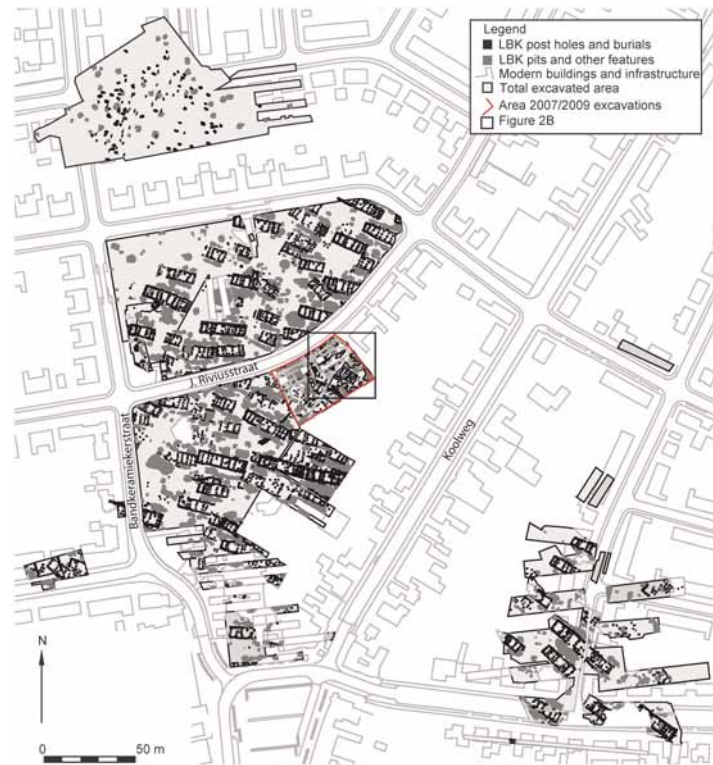 Legend
LBK post holes and burials
LBK pits and other features
Modern buildings and infrastructure
Total excavated area
Area 2007/2009 excavations
Figure 2B
J. Riviusstraat
Koolweg
Bandkeramiekerstraat
N
0 50 m